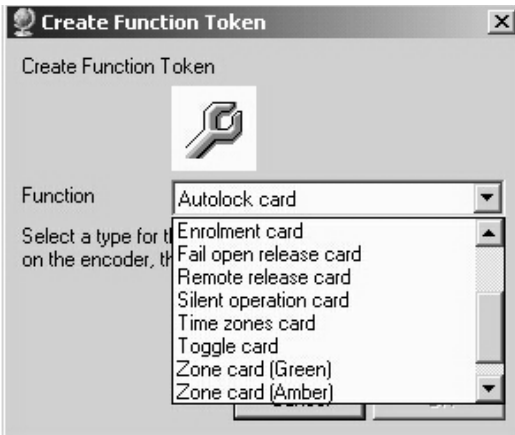 Create Function Token
Create Function Token
Function
Autolock card
Select a type for
on the encoder,
Enrolment card
Fail open release card
Remote release card
Silent operation card
Time zones card
Toggle card
Zone card (Green)
Zone card (Amber)